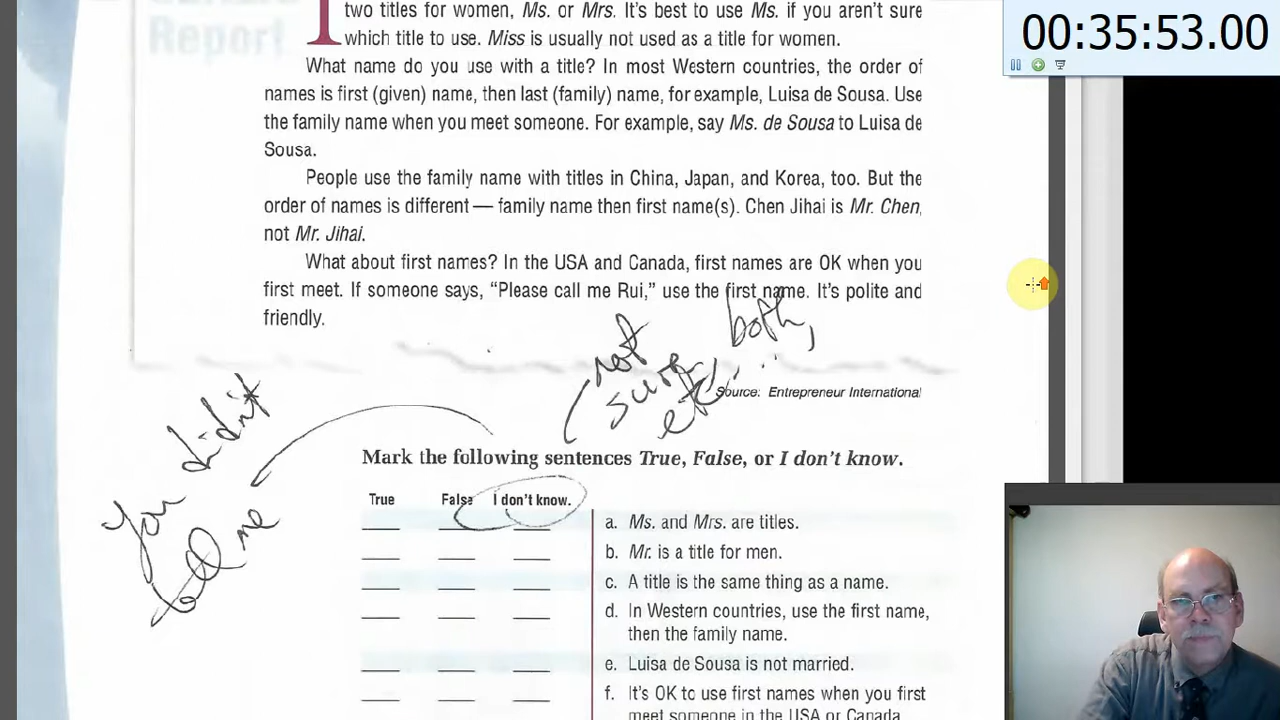 two titles for women, Ms. or Mrs. It's best to use Ms. if you aren't sure
00:35:53.00
Report
which title to use. Miss is usually not used as a title for women.
What name do you use with a title? In most Western countries, the order of
names is first (given) name, then last (family) name, for example, Luisa de Sousa. Use
the family name when you meet someone. For example, say Ms. de Sousa to Luisa de
Sousa.
People use the family name with titles in China, Japan, and Korea, too. But the
order of names is different — family name then first name(s). Chen Jihai is Mr. Chen,
not Mr. Jihai.
What about first names? In the USA and Canada, first names are OK when you
first meet. If someone says, “Please call me Rui,” use the first name. It's polite and
friendly.
(not
sure
etc
both,
....
Source: Entrepreneur International
you didn't
tell me
Mark the following sentences True, False, or I don't know.
True False I don't know.
a. Ms. and Mrs. are titles.
b. Mr. is a title for men.
c. A title is the same thing as a name.
d. In Western countries, use the first name,
then the family name.
e. Luisa de Sousa is not married.
f. It's OK to use first names when you first
meet someone in the USA or Canada